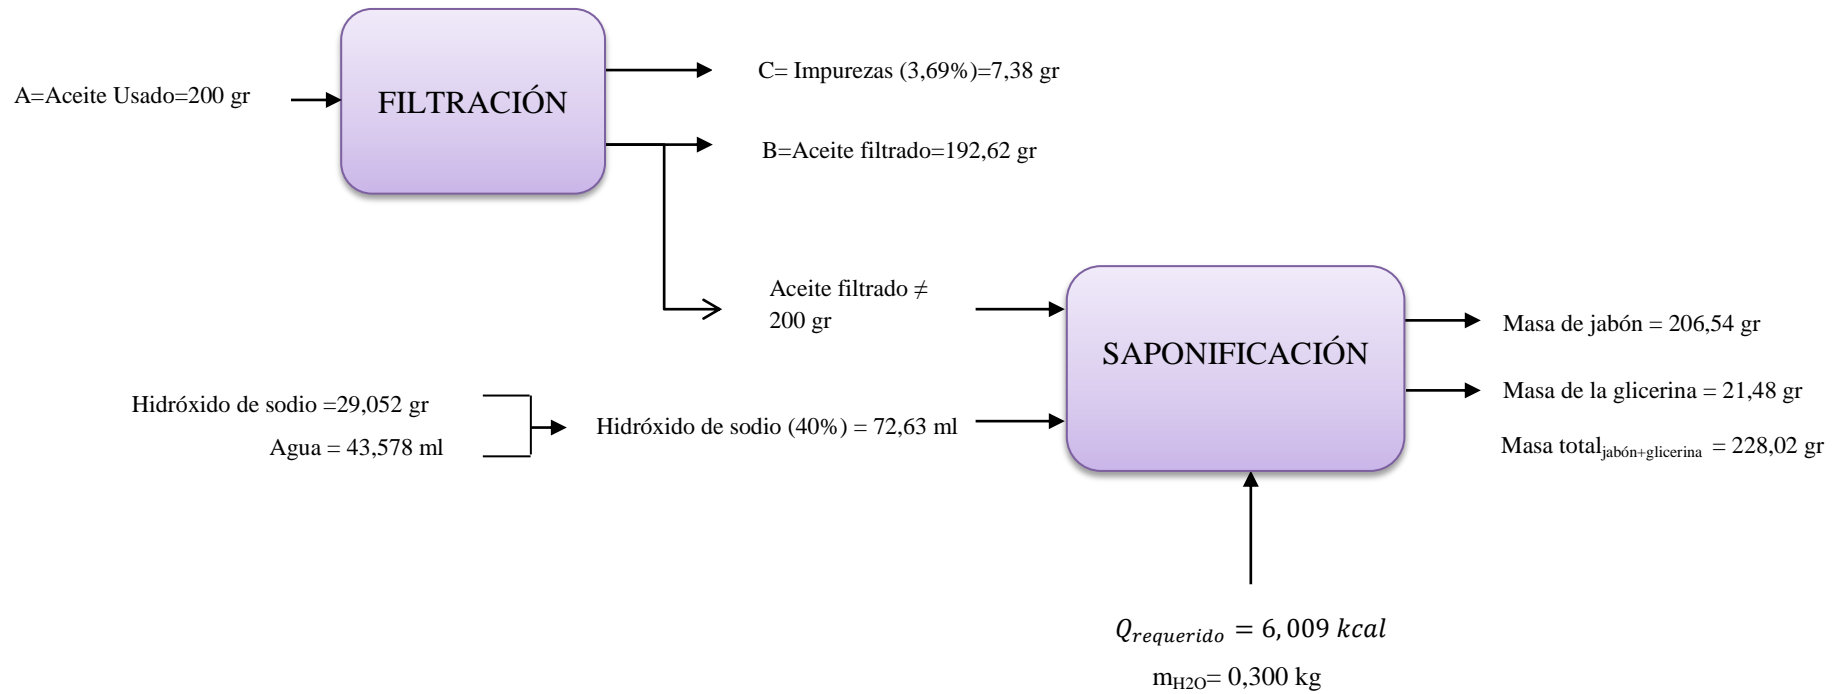 A=Aceite Usado=200 gr
FILTRACIÓN
C= Impurezas (3,69%)=7,38 gr
B=Aceite filtrado=192,62 gr
Aceite filtrado ≠
200 gr
Hidróxido de sodio =29,052 gr
Agua = 43,578 ml
Hidróxido de sodio (40%) = 72,63 ml
SAPONIFICACIÓN
Masa de jabón = 206,54 gr
Masa de la glicerina = 21,48 gr
Masa total jabón+glicerina = 228,02 gr
Q requerido = 6,009 kcal
mH2O= 0,300 kg